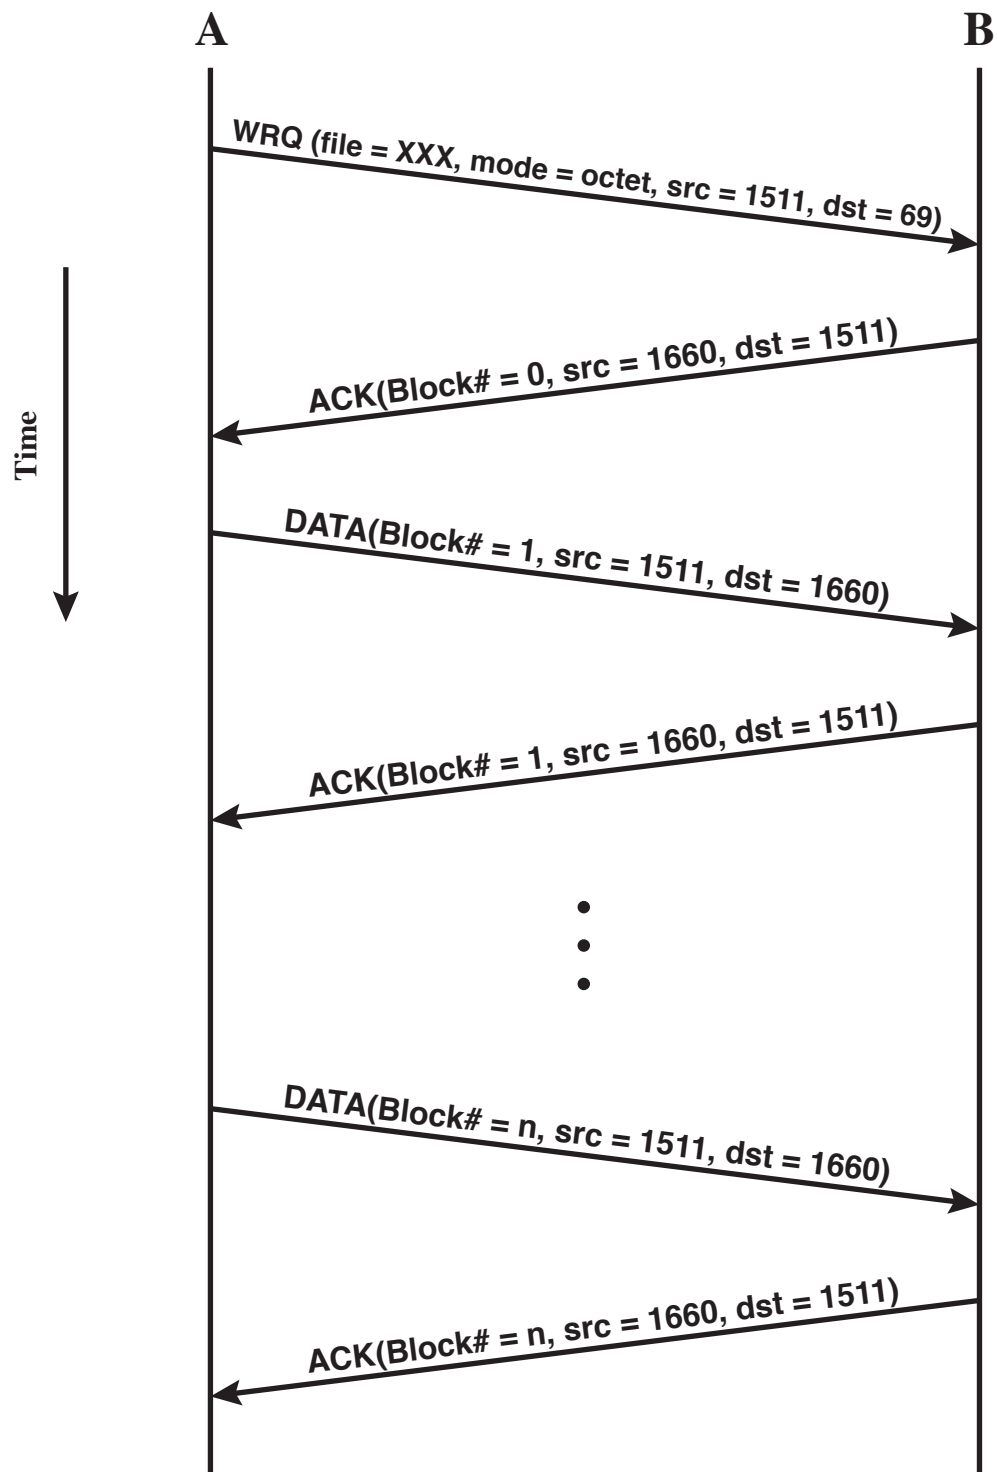 A
B
WRQ (file = XXX, mode = octet, src = 1511, dst = 69)
ACK(Block# = 0, src = 1660, dst = 1511)
Time
DATA(Block# = 1, src = 1511, dst = 1660)
ACK(Block# = 1, src = 1660, dst = 1511)
DATA(Block# = n, src = 1511, dst = 1660)
ACK(Block# = n, src = 1660, dst = 1511)